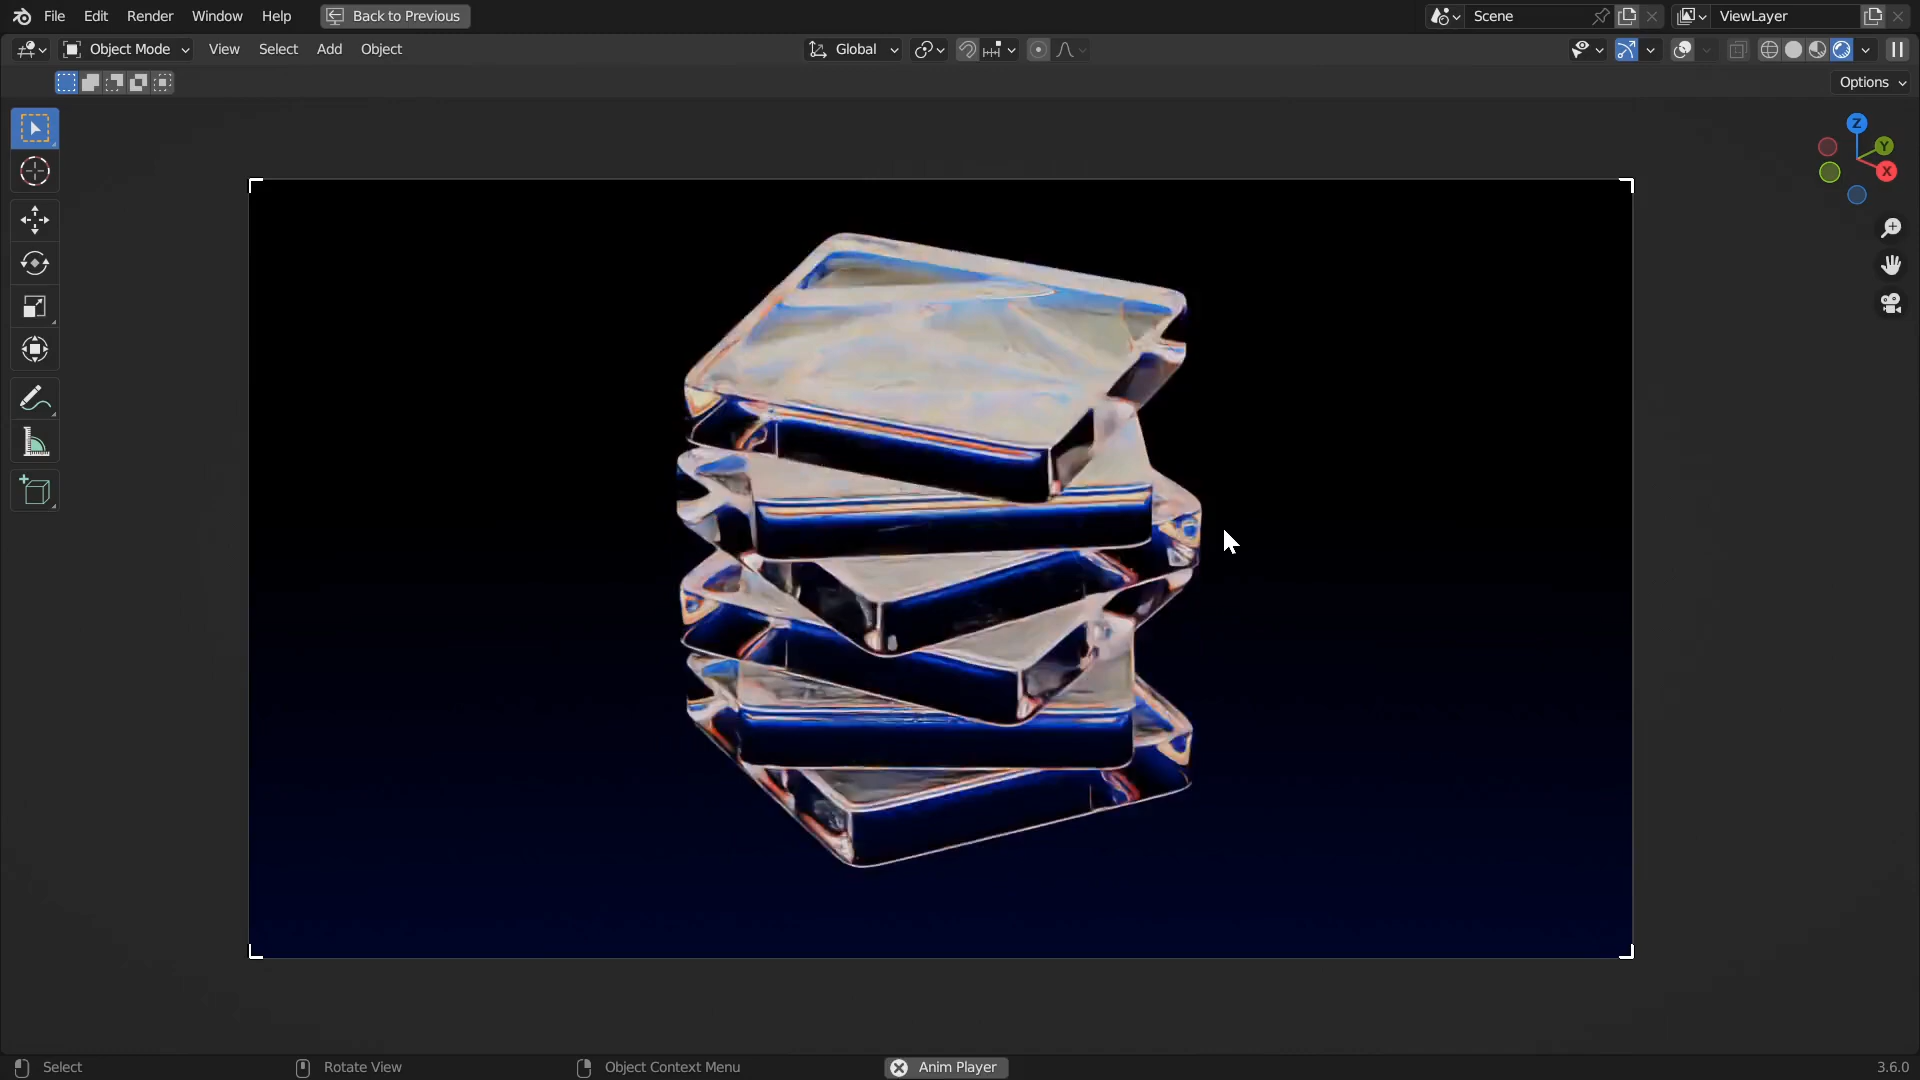 File Edit Render Window Help Back to Previous Scene ViewLayer
Object Mode View Select Add Object Global
Options
Z
Y
X
Select Rotate View Object Context Menu Anim Player 3.6.0